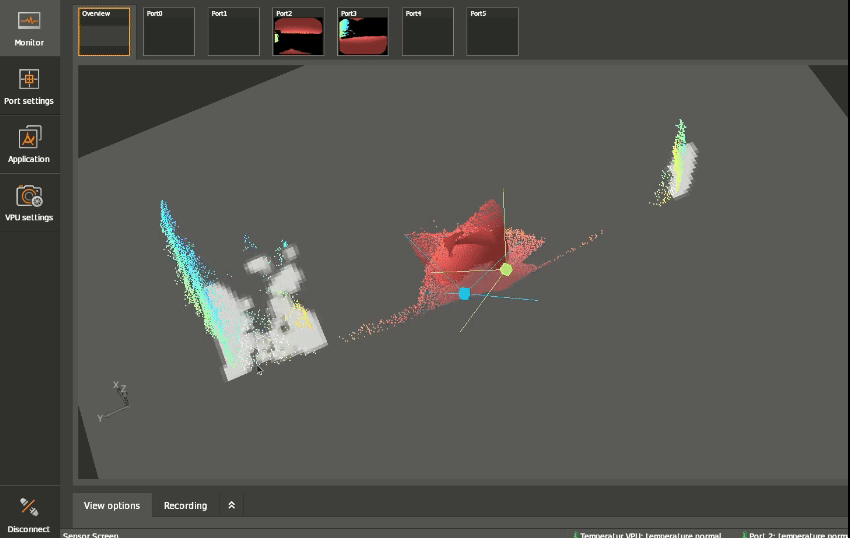 Overview
Port0
Port1
Port2
Port3
Port4
Port5
Monitor
Port settings
Application
VPU settings
X
Z
Y
View options
Recording
Disconnect
Sensor Screen
Temperatur VPU: temperature normal
Port 2: temperature norm